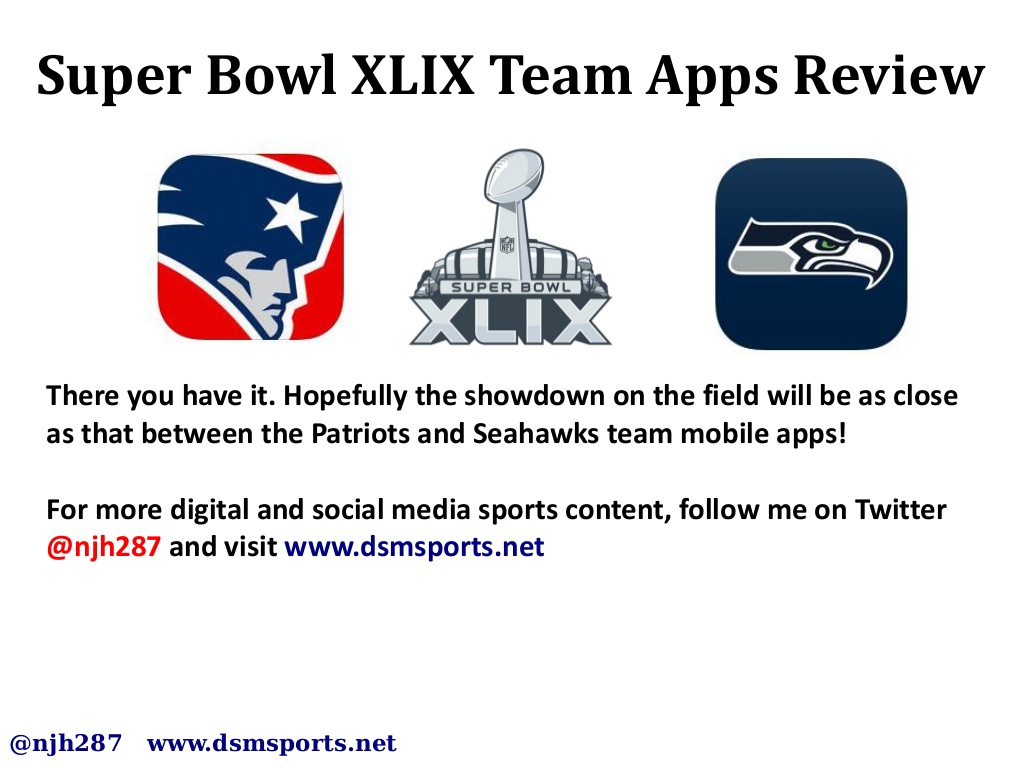 Super Bowl XLIX Team Apps Review
NFL
SUPER BOWL
XLIX
There you have it. Hopefully the showdown on the field will be as close
as that between the Patriots and Seahawks team mobile apps!
For more digital and social media sports content, follow me on Twitter
@njh287 and visit www.dsmsports.net
@njh287 www.dsmsports.net